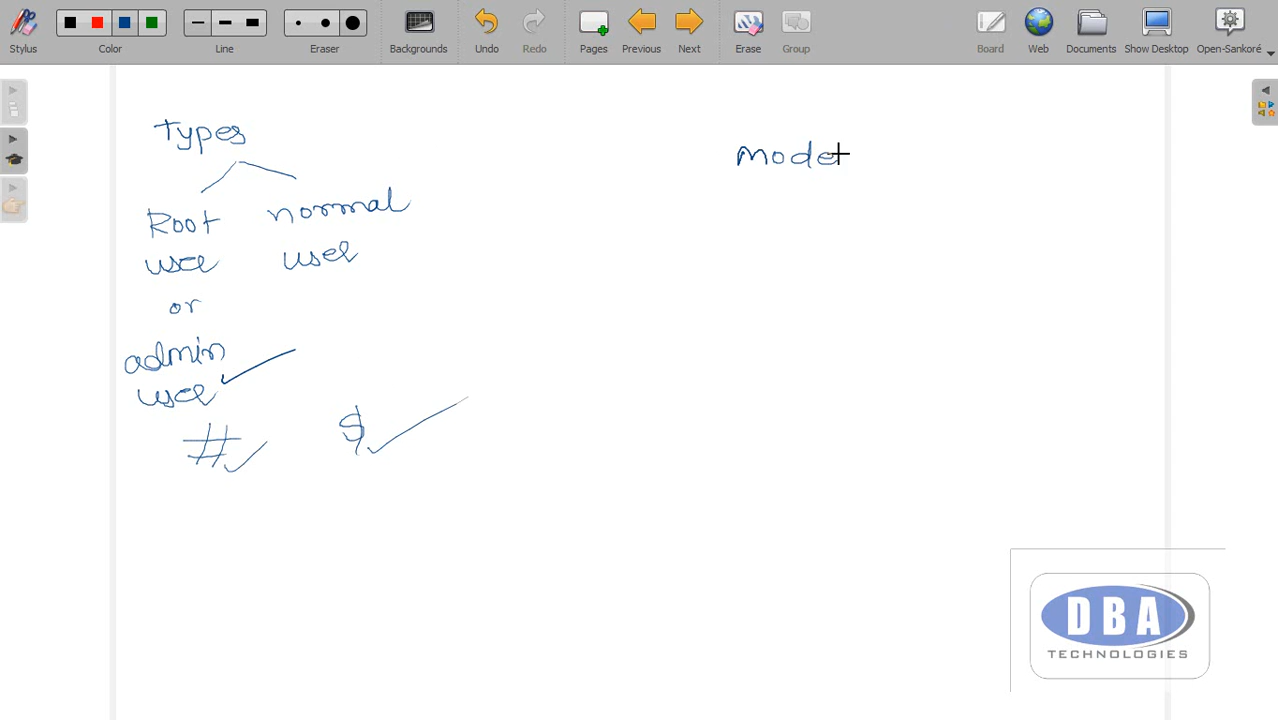 Stylus
Color
Line
Eraser
Backgrounds
Undo
Redo
Pages
Previous
Next
Erase
Group
Board
Web
Documents
Show Desktop
Open-Sankoré
Types
Root normal
user user
or
admin
user
# $
mode
DBA
TECHNOLOGIES